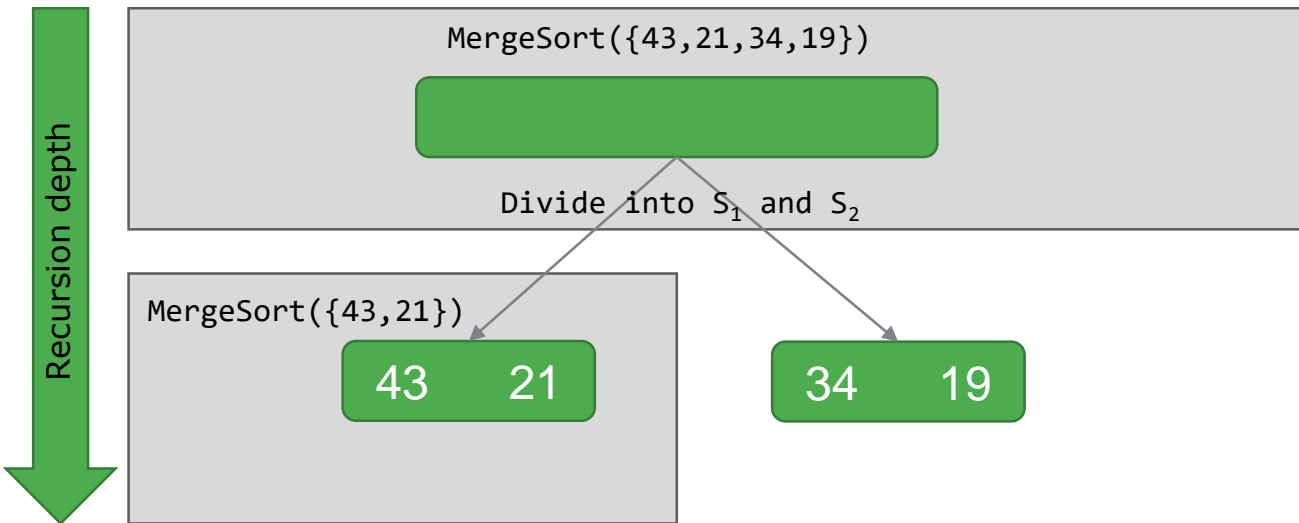 Recursion depth
MergeSort({43,21,34,19})
Divide into S₁ and S₂
MergeSort({43,21})
43 21
34 19